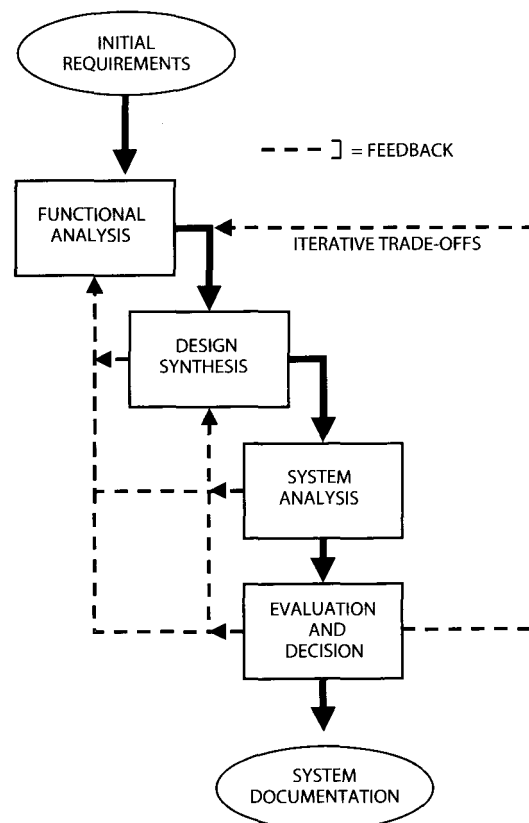 INITIAL
REQUIREMENTS
= FEEDBACK
FUNCTIONAL
ANALYSIS
ITERATIVE TRADE-OFFS
DESIGN
SYNTHESIS
SYSTEM
ANALYSIS
EVALUATION
AND
DECISION
SYSTEM
DOCUMENTATION